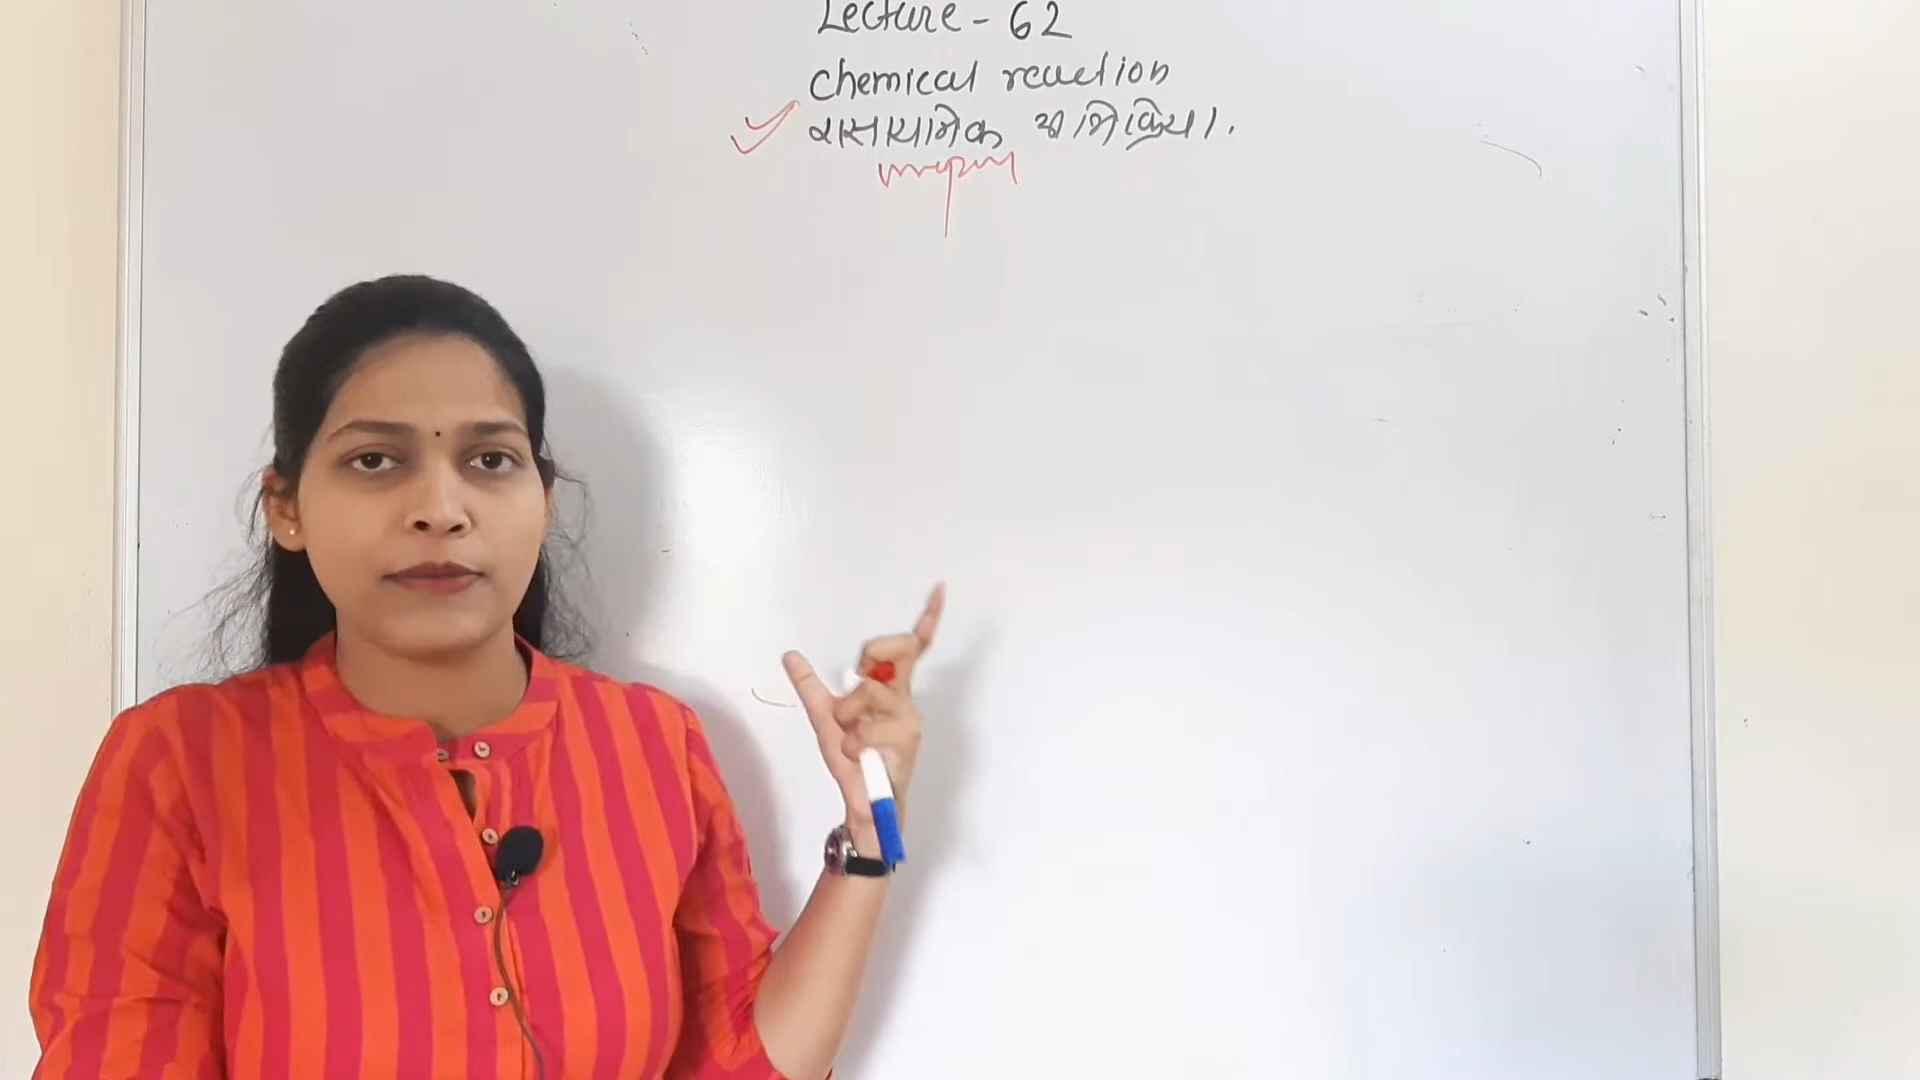 Lecture - 62
Chemical reaction
रासायनिक अभिक्रिया.